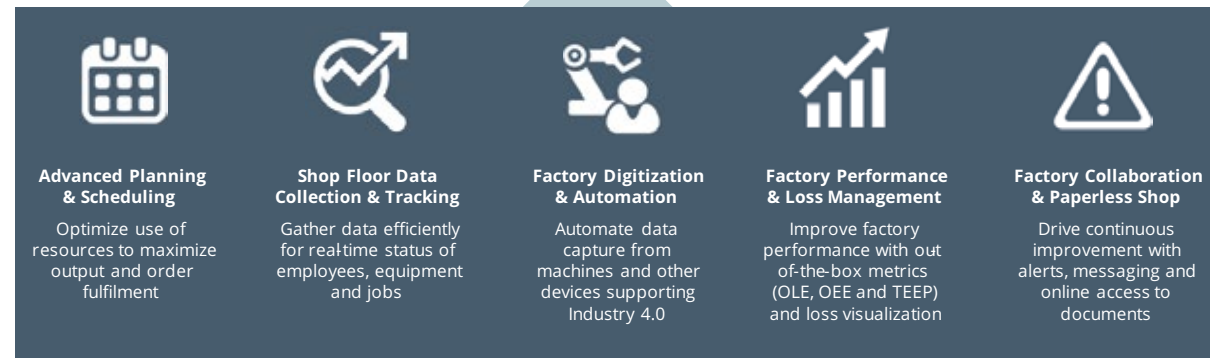 Advanced Planning
& Scheduling
Optimize use of
resources to maximize
output and order
fulfilment
Shop Floor Data
Collection & Tracking
Gather data efficiently
for real-time status of
employees, equipment
and jobs
Factory Digitization
& Automation
Automate data
capture from
machines and other
devices supporting
Industry 4.0
Factory Performance
& Loss Management
Improve factory
performance with out
of-the-box metrics
(OLE, OEE and TEEP)
and loss visualization
Factory Collaboration
& Paperless Shop
Drive continuous
improvement with
alerts, messaging and
online access to
documents